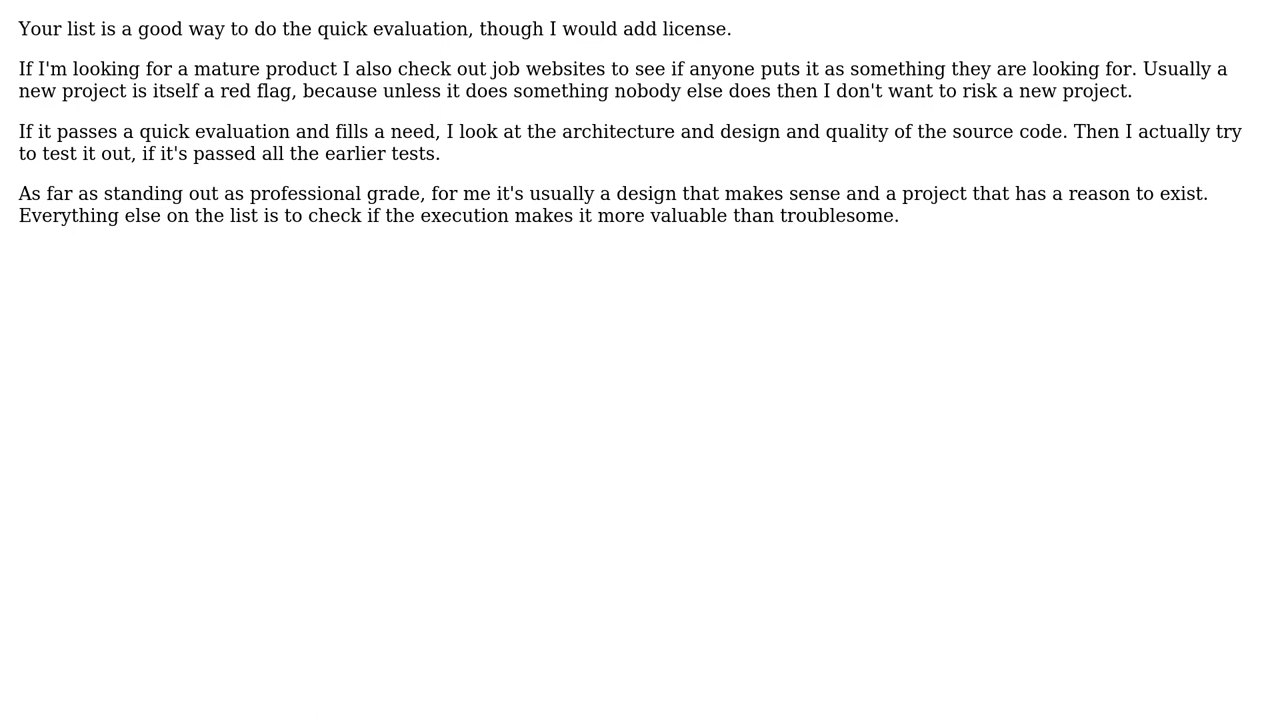 Your list is a good way to do the quick evaluation, though I would add license.
If I'm looking for a mature product I also check out job websites to see if anyone puts it as something they are looking for. Usually a
new project is itself a red flag, because unless it does something nobody else does then I don't want to risk a new project.
If it passes a quick evaluation and fills a need, I look at the architecture and design and quality of the source code. Then I actually try
to test it out, if it's passed all the earlier tests.
As far as standing out as professional grade, for me it's usually a design that makes sense and a project that has a reason to exist.
Everything else on the list is to check if the execution makes it more valuable than troublesome.